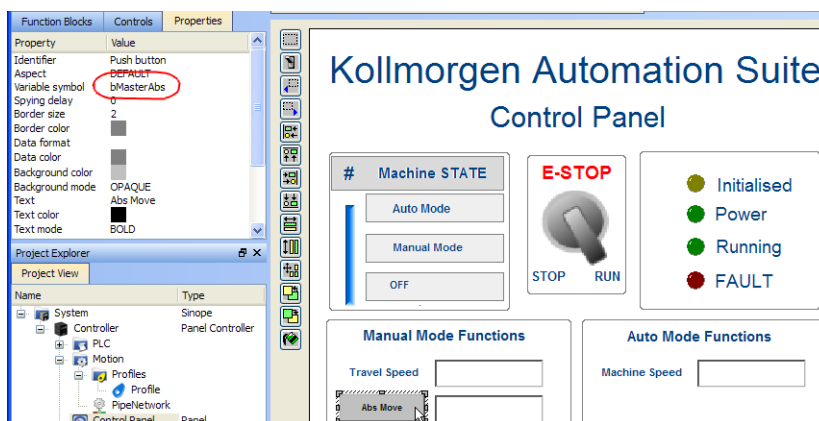 Function Blocks Controls Properties
Property Value
Identifier Push button
Aspect DEFAULT
Variable symbol bMasterAbs
Spying delay 0
Border size 2
Border color
Data format
Data color
Background color
Background mode OPAQUE
Text Abs Move
Text color
Text mode BOLD
Project Explorer
Project View
Name Type
System Sinope
Controller Panel Controller
PLC
Motion
Profiles
Profile
PipeNetwork
Control Panel Panel
Kollmorgen Automation Suite
Control Panel
# Machine STATE
Auto Mode
Manual Mode
OFF
E-STOP
STOP RUN
Initialised
Power
Running
FAULT
Manual Mode Functions
Travel Speed
Abs Move
Auto Mode Functions
Machine Speed